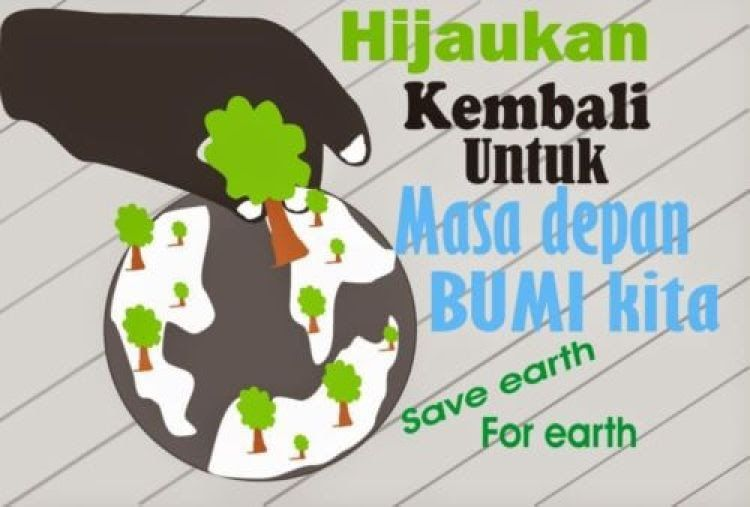 Hijaukan
Kembali
Untuk
Masa depan
BUMI kita
Save earth
For earth